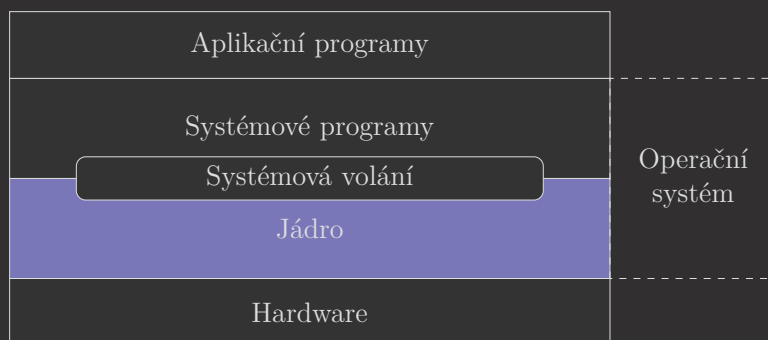 Aplikační programy
Systémové programy
Systémová volání
Jádro
Hardware
Operační
systém